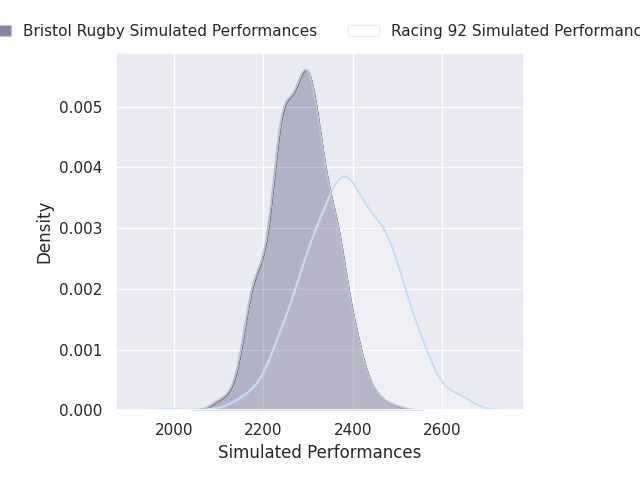 Bristol Rugby Simulated Performances Racing 92 Simulated
0.005
0.004
0.003
0.002
0.001
0.000
Density
2000 2200 2400 2600
Simulated Performances